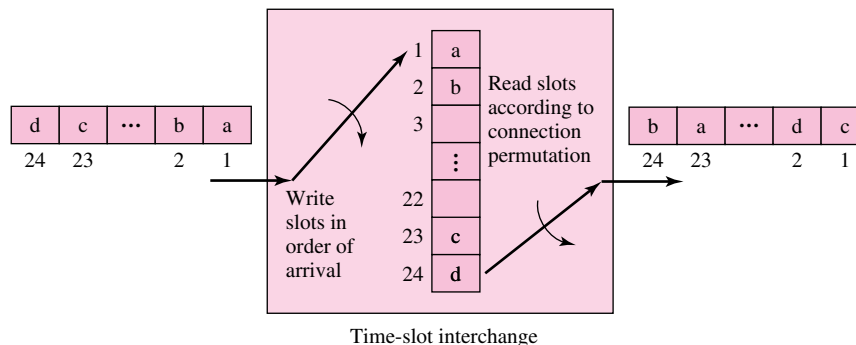 1 a
2 b
3
⋮
22
23 c
24 d
d c ... b a
24 23 2 1
Write
slots in
order of
arrival
Read slots
according to
connection
permutation
b a ... d c
24 23 2 1
Time-slot interchange